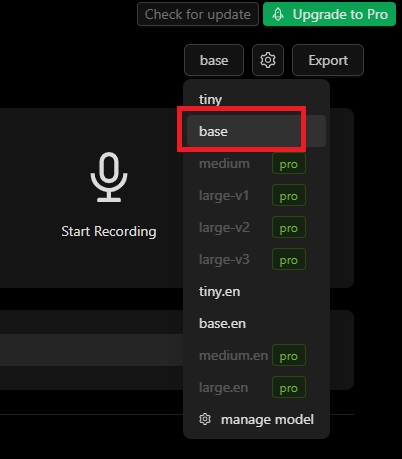 Check for update
Upgrade to Pro
base
Export
tiny
base
medium pro
large-v1 pro
large-v2 pro
large-v3 pro
tiny.en
base.en
medium.en pro
large.en pro
manage model
Start Recording